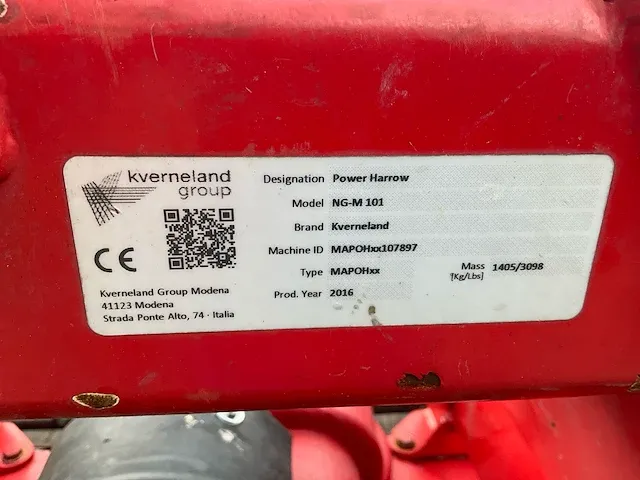 kverneland
group
Designation Power Harrow
Model NG-M 101
Brand Kverneland
Machine ID MAPOHxx107897
Type MAPOHxx
Mass 1405/3098
[Kg/Lbs]
Prod. Year 2016
CE
Kverneland Group Modena
41123 Modena
Strada Ponte Alto, 74 - Italia